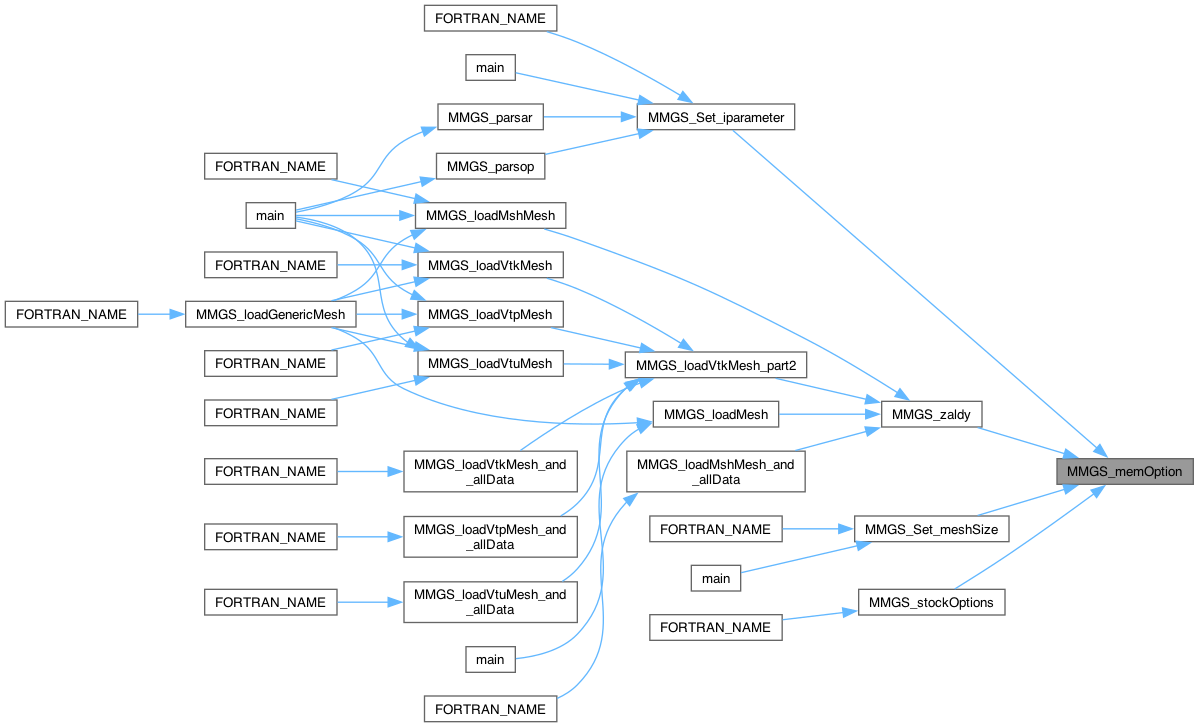 FORTRAN_NAME
main
MMGS_parsar
MMGS_Set_iparameter
FORTRAN_NAME
MMGS_parsop
main
MMGS_loadMshMesh
FORTRAN_NAME
MMGS_loadVtkMesh
FORTRAN_NAME
MMGS_loadGenericMesh
MMGS_loadVtpMesh
FORTRAN_NAME
MMGS_loadVtuMesh
MMGS_loadVtkMesh_part2
FORTRAN_NAME
MMGS_loadMesh
MMGS_zaldy
FORTRAN_NAME
MMGS_loadVtkMesh_and
_allData
MMGS_loadMshMesh_and
_allData
MMGS_memOption
FORTRAN_NAME
MMGS_loadVtpMesh_and
_allData
FORTRAN_NAME
MMGS_Set_meshSize
main
FORTRAN_NAME
MMGS_loadVtuMesh_and
_allData
MMGS_stockOptions
FORTRAN_NAME
main
FORTRAN_NAME